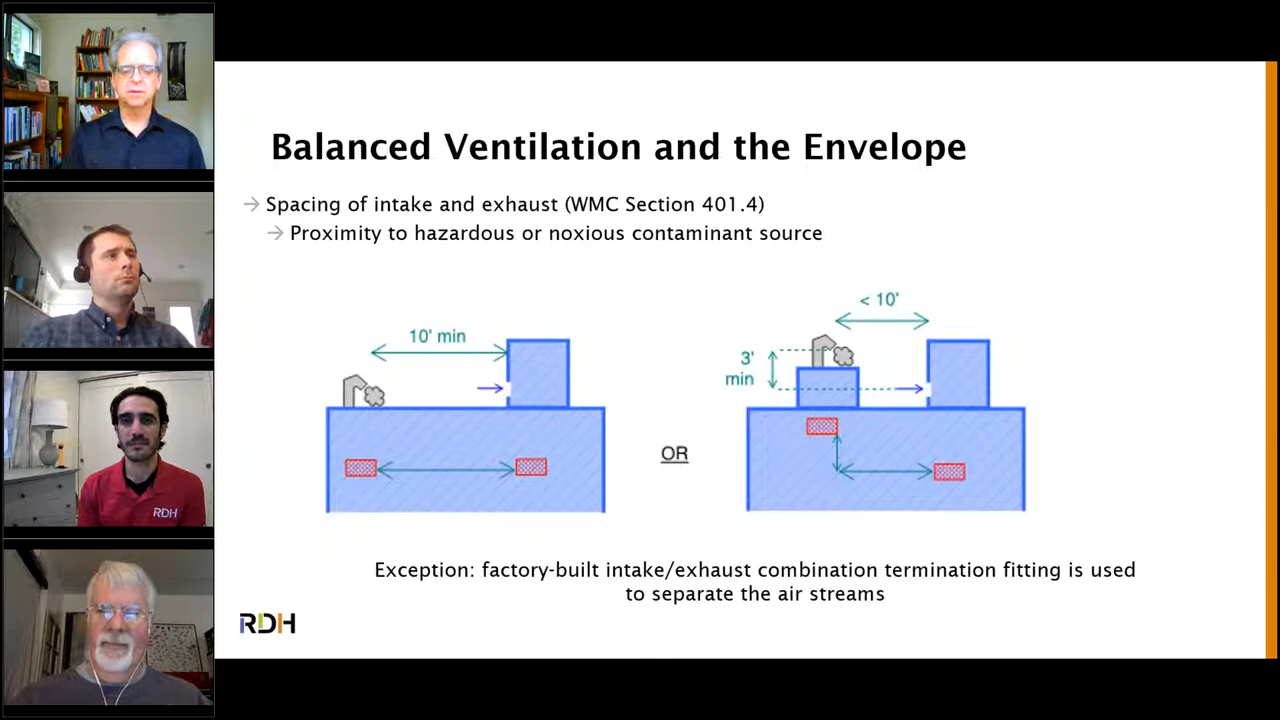 Balanced Ventilation and the Envelope
→ Spacing of intake and exhaust (WMC Section 401.4)
→ Proximity to hazardous or noxious contaminant source
10' min
< 10'
3'
min
OR
Exception: factory-built intake/exhaust combination termination fitting is used
to separate the air streams
RDH
RDH